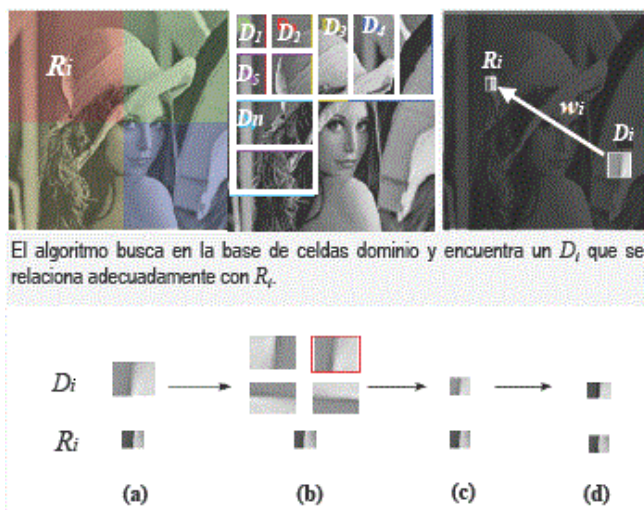 Ri D1 D2 D3 D4 D5 Dn Ri wi Di
El algoritmo busca en la base de celdas dominio y encuentra un Di que se
relaciona adecuadamente con Ri.
Di
Ri
(a) (b) (c) (d)